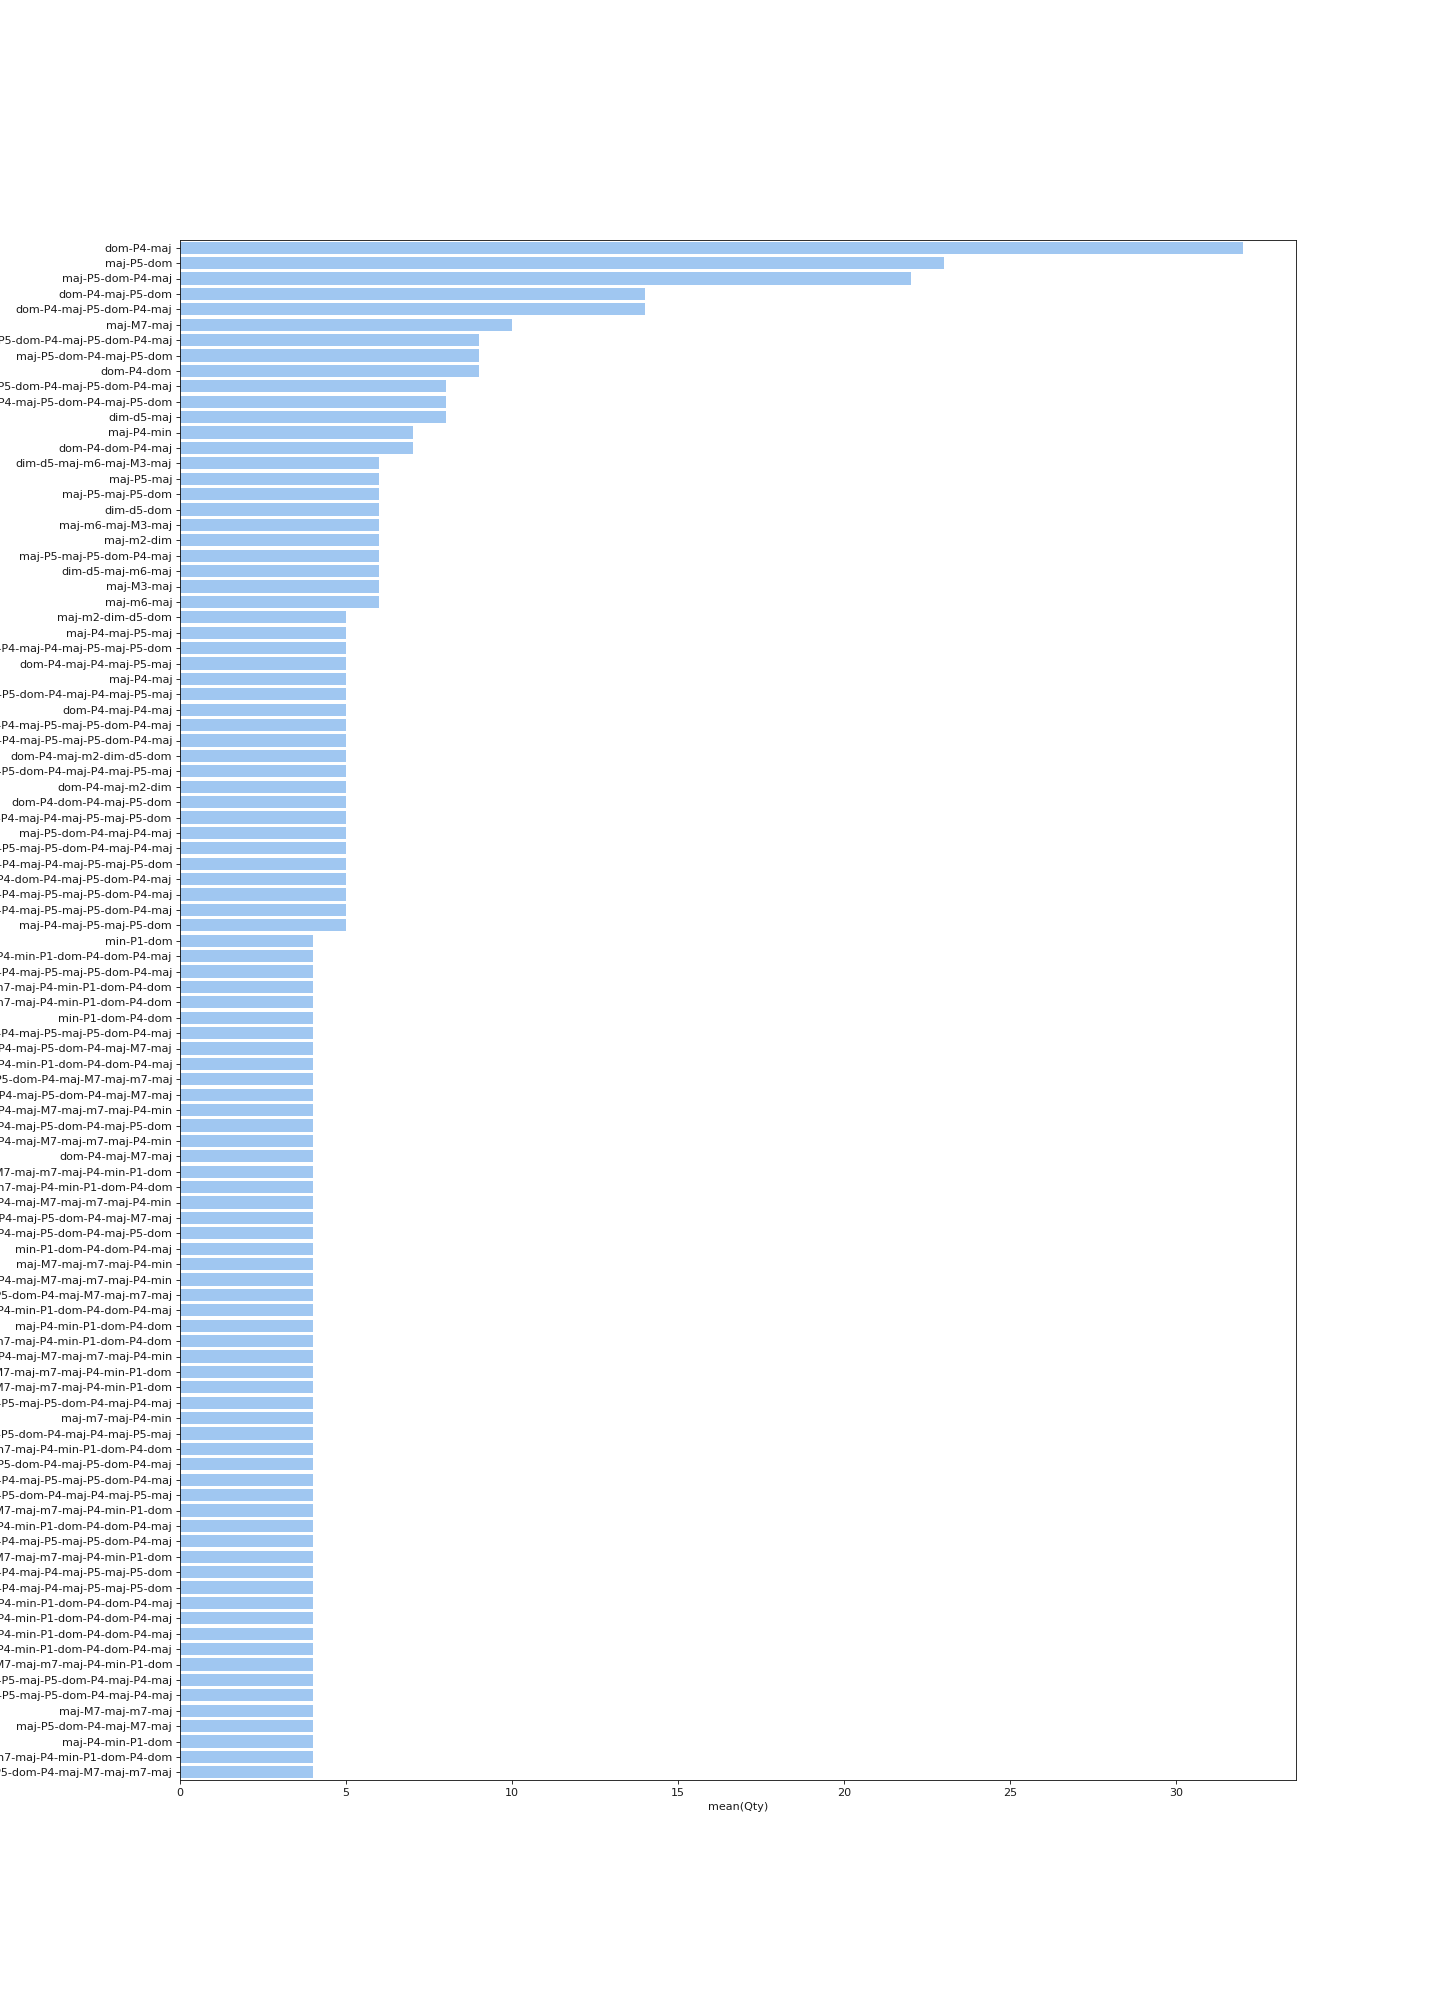 dom-P4-maj
maj-P5-dom
maj-P5-dom-P4-maj
dom-P4-maj-P5-dom
dom-P4-maj-P5-dom-P4-maj
maj-M7-maj
P5-dom-P4-maj-P5-dom-P4-maj
maj-P5-dom-P4-maj-P5-dom
dom-P4-dom
P5-dom-P4-maj-P5-dom-P4-maj
P4-maj-P5-dom-P4-maj-P5-dom
dim-d5-maj
maj-P4-min
dom-P4-dom-P4-maj
dim-d5-maj-m6-maj-M3-maj
maj-P5-maj
maj-P5-maj-P5-dom
dim-d5-dom
maj-m6-maj-M3-maj
maj-m2-dim
maj-P5-maj-P5-dom-P4-maj
dim-d5-maj-m6-maj
maj-M3-maj
maj-m6-maj
maj-m2-dim-d5-dom
maj-P4-maj-P5-maj
-P4-maj-P4-maj-P5-maj-P5-dom
dom-P4-maj-P4-maj-P5-maj
maj-P4-maj
-P5-dom-P4-maj-P4-maj-P5-maj
dom-P4-maj-P4-maj
-P4-maj-P5-maj-P5-dom-P4-maj
-P4-maj-P5-maj-P5-dom-P4-maj
dom-P4-maj-m2-dim-d5-dom
-P5-dom-P4-maj-P4-maj-P5-maj
dom-P4-maj-m2-dim
dom-P4-dom-P4-maj-P5-dom
-P4-maj-P4-maj-P5-maj-P5-dom
maj-P5-dom-P4-maj-P4-maj
-P5-maj-P5-dom-P4-maj-P4-maj
-P4-maj-P4-maj-P5-maj-P5-dom
P4-dom-P4-maj-P5-dom-P4-maj
-P4-maj-P5-maj-P5-dom-P4-maj
-P4-maj-P5-maj-P5-dom-P4-maj
maj-P4-maj-P5-maj-P5-dom
min-P1-dom
P4-min-P1-dom-P4-dom-P4-maj
-P4-maj-P5-maj-P5-dom-P4-maj
m7-maj-P4-min-P1-dom-P4-dom
m7-maj-P4-min-P1-dom-P4-dom
min-P1-dom-P4-dom
-P4-maj-P5-maj-P5-dom-P4-maj
P4-maj-P5-dom-P4-maj-M7-maj
P4-min-P1-dom-P4-dom-P4-maj
P5-dom-P4-maj-M7-maj-m7-maj
P4-maj-P5-dom-P4-maj-M7-maj
P4-maj-M7-maj-m7-maj-P4-min
P4-maj-P5-dom-P4-maj-P5-dom
P4-maj-M7-maj-m7-maj-P4-min
dom-P4-maj-M7-maj
M7-maj-m7-maj-P4-min-P1-dom
m7-maj-P4-min-P1-dom-P4-dom
P4-maj-M7-maj-m7-maj-P4-min
P4-maj-P5-dom-P4-maj-M7-maj
P4-maj-P5-dom-P4-maj-P5-dom
min-P1-dom-P4-dom-P4-maj
maj-M7-maj-m7-maj-P4-min
P4-maj-M7-maj-m7-maj-P4-min
P5-dom-P4-maj-M7-maj-m7-maj
P4-min-P1-dom-P4-dom-P4-maj
maj-P4-min-P1-dom-P4-dom
m7-maj-P4-min-P1-dom-P4-dom
P4-maj-M7-maj-m7-maj-P4-min
M7-maj-m7-maj-P4-min-P1-dom
M7-maj-m7-maj-P4-min-P1-dom
-P5-maj-P5-dom-P4-maj-P4-maj
maj-m7-maj-P4-min
-P5-dom-P4-maj-P4-maj-P5-maj
m7-maj-P4-min-P1-dom-P4-dom
P5-dom-P4-maj-P5-dom-P4-maj
-P4-maj-P5-maj-P5-dom-P4-maj
-P5-dom-P4-maj-P4-maj-P5-maj
M7-maj-m7-maj-P4-min-P1-dom
P4-min-P1-dom-P4-dom-P4-maj
-P4-maj-P5-maj-P5-dom-P4-maj
M7-maj-m7-maj-P4-min-P1-dom
-P4-maj-P4-maj-P5-maj-P5-dom
-P4-maj-P4-maj-P5-maj-P5-dom
P4-min-P1-dom-P4-dom-P4-maj
P4-min-P1-dom-P4-dom-P4-maj
P4-min-P1-dom-P4-dom-P4-maj
P4-min-P1-dom-P4-dom-P4-maj
M7-maj-m7-maj-P4-min-P1-dom
-P5-maj-P5-dom-P4-maj-P4-maj
-P5-maj-P5-dom-P4-maj-P4-maj
maj-M7-maj-m7-maj
maj-P5-dom-P4-maj-M7-maj
maj-P4-min-P1-dom
m7-maj-P4-min-P1-dom-P4-dom
P5-dom-P4-maj-M7-maj-m7-maj
0 5 10 15 20 25 30
mean(Qty)